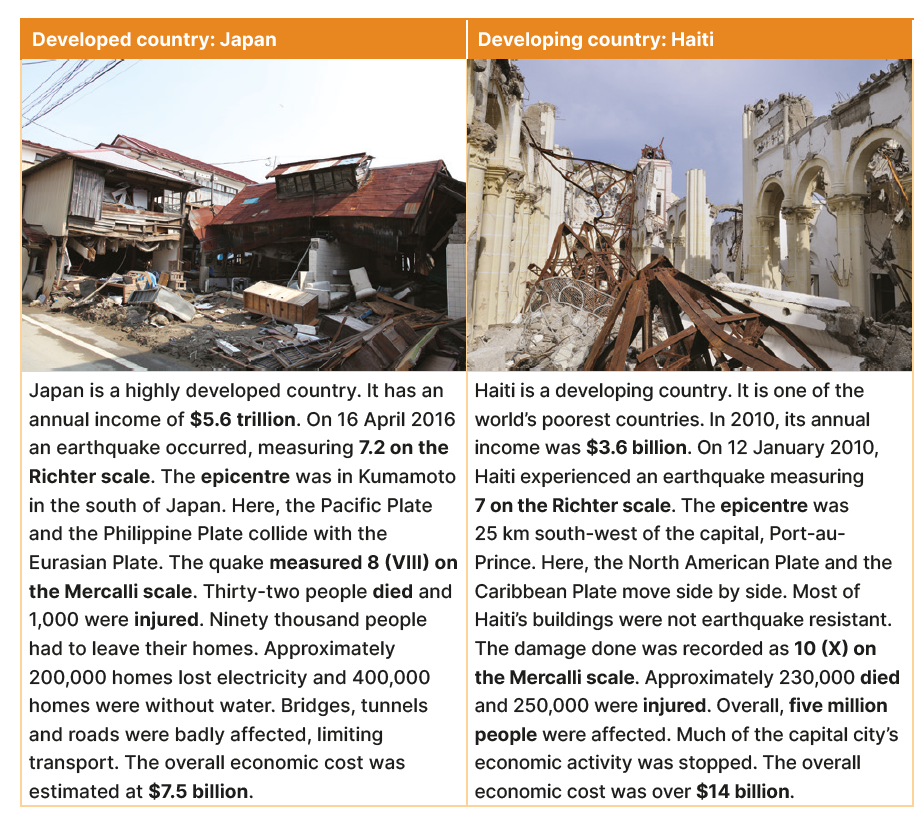 Developed country: Japan
Developing country: Haiti
Japan is a highly developed country. It has an
annual income of $5.6 trillion. On 16 April 2016
an earthquake occurred, measuring 7.2 on the
Richter scale. The epicentre was in Kumamoto
in the south of Japan. Here, the Pacific Plate
and the Philippine Plate collide with the
Eurasian Plate. The quake measured 8 (VIII) on
the Mercalli scale. Thirty-two people died and
1,000 were injured. Ninety thousand people
had to leave their homes. Approximately
200,000 homes lost electricity and 400,000
homes were without water. Bridges, tunnels
and roads were badly affected, limiting
transport. The overall economic cost was
estimated at $7.5 billion.
Haiti is a developing country. It is one of the
world’s poorest countries. In 2010, its annual
income was $3.6 billion. On 12 January 2010,
Haiti experienced an earthquake measuring
7 on the Richter scale. The epicentre was
25 km south-west of the capital, Port-au-
Prince. Here, the North American Plate and the
Caribbean Plate move side by side. Most of
Haiti’s buildings were not earthquake resistant.
The damage done was recorded as 10 (X) on
the Mercalli scale. Approximately 230,000 died
and 250,000 were injured. Overall, five million
people were affected. Much of the capital city’s
economic activity was stopped. The overall
economic cost was over $14 billion.